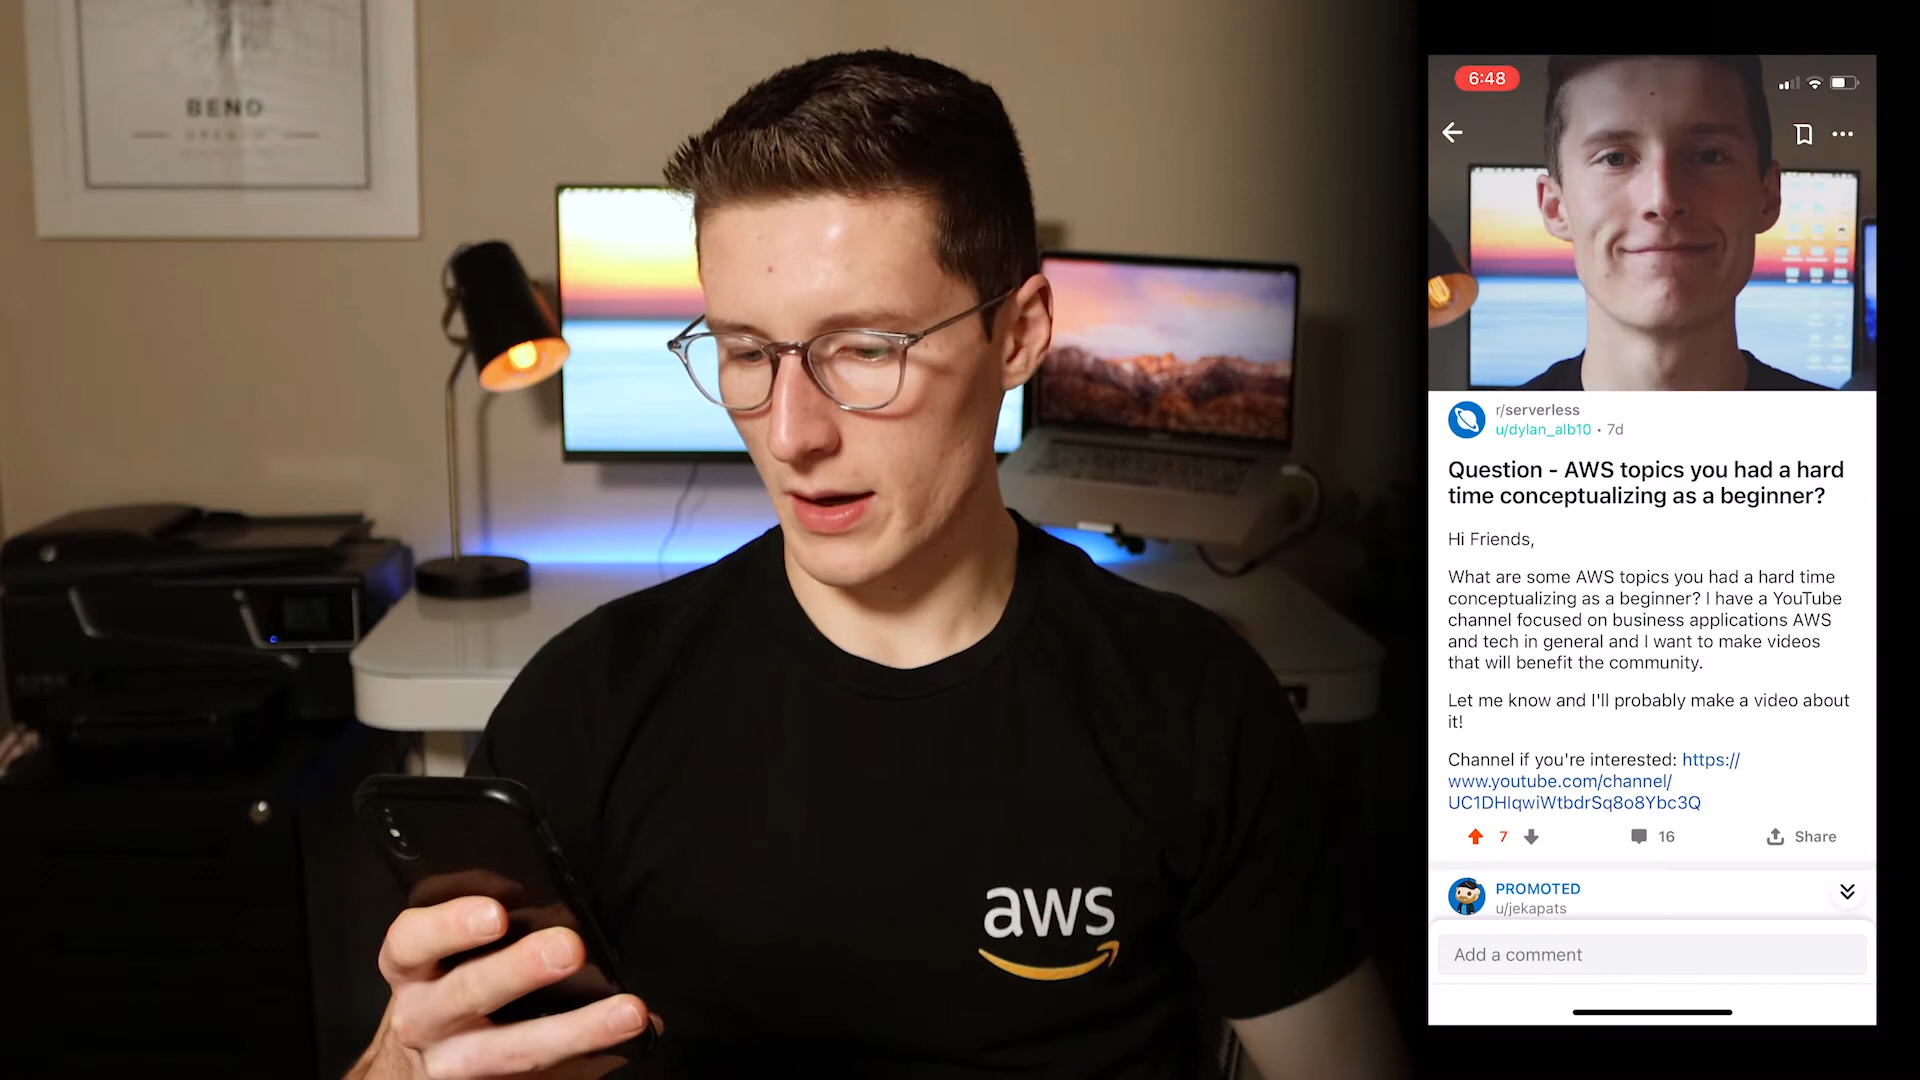 BEND
aws
6:48
r/serverless
u/dylan_alb10 • 7d
Question - AWS topics you had a hard
time conceptualizing as a beginner?
Hi Friends,
What are some AWS topics you had a hard time
conceptualizing as a beginner? I have a YouTube
channel focused on business applications AWS
and tech in general and I want to make videos
that will benefit the community.
Let me know and I'll probably make a video about
it!
Channel if you're interested: https://
www.youtube.com/channel/
UC1DHIqwiWtbdrSq8o8Ybc3Q
7 16 Share
PROMOTED
u/jekapats
Add a comment